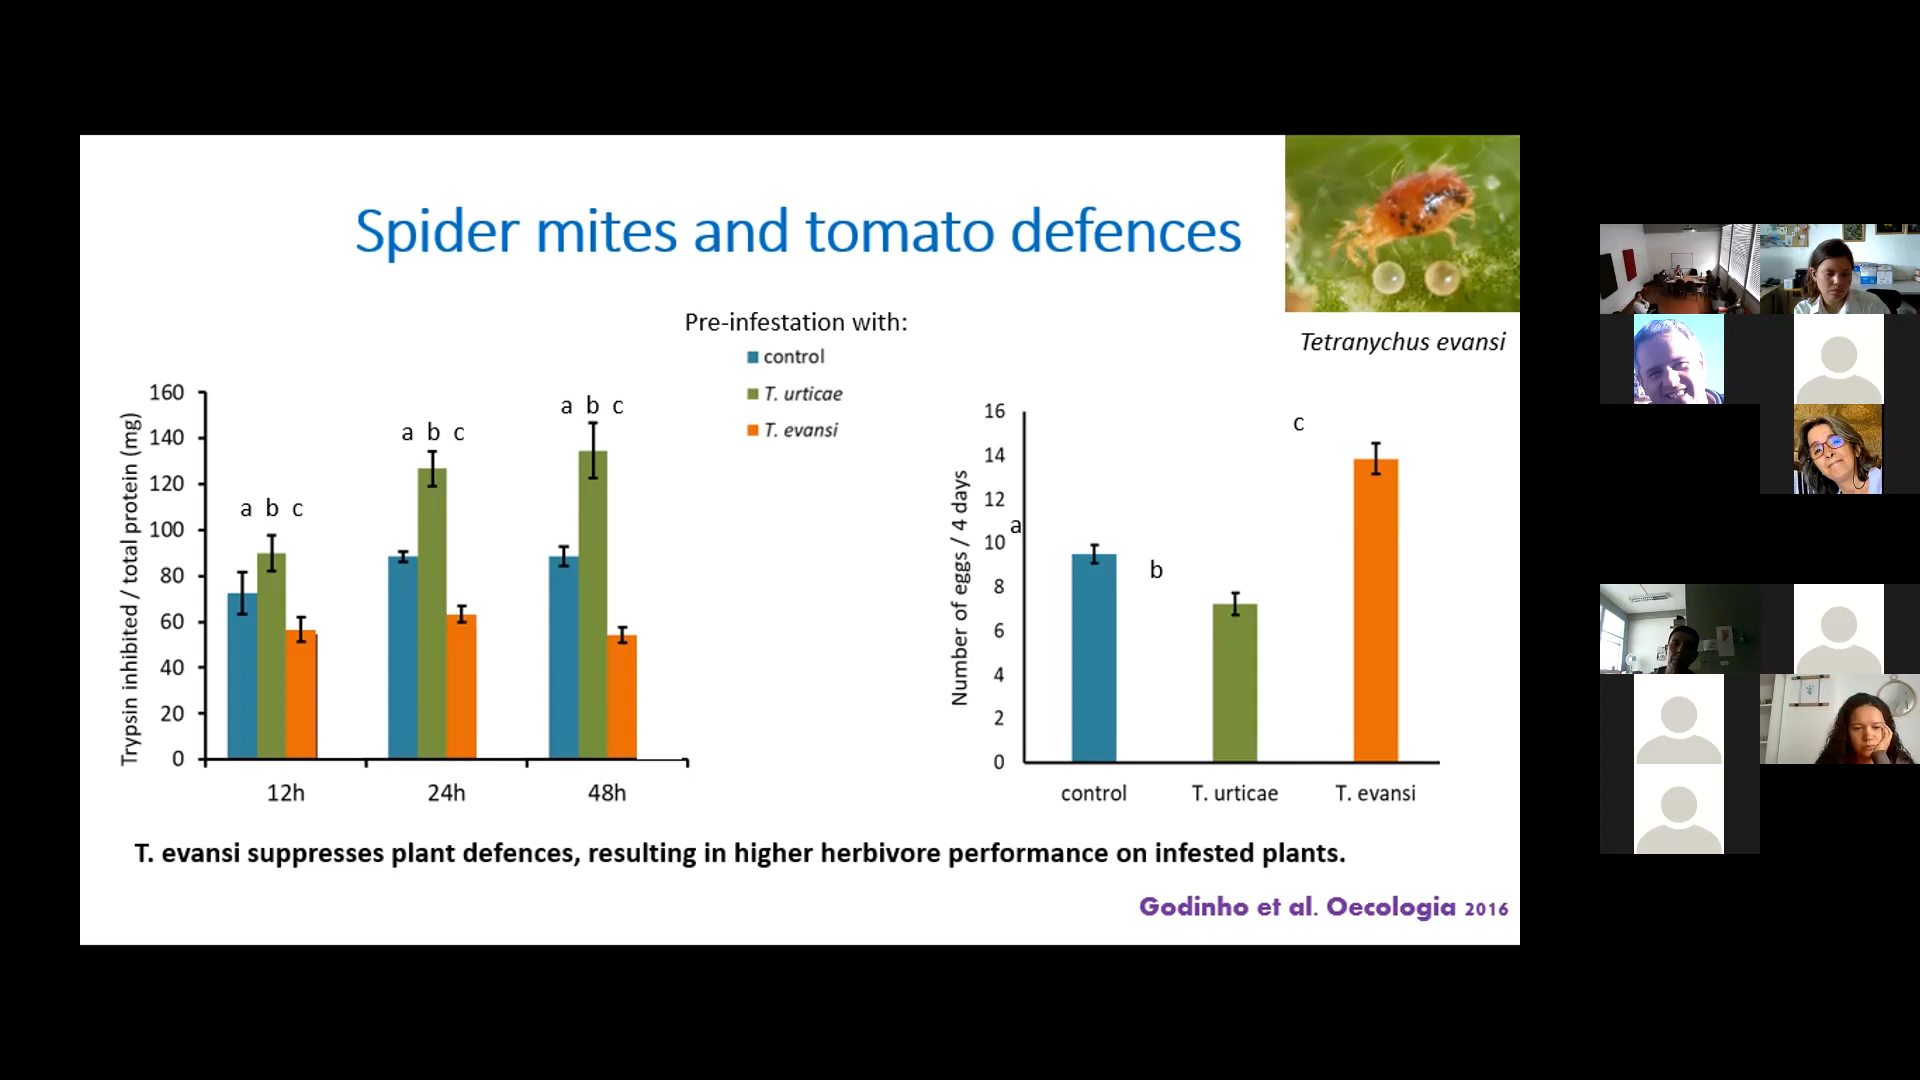 Spider mites and tomato defences
Pre-infestation with:
control
T. urticae
T. evansi
Tetranychus evansi
Trypsin inhibited / total protein (mg)
160
140
120
100
80
60
40
20
0
a b c
a b c
a b c
12h
24h
48h
Number of eggs / 4 days
16
14
12
10
8
6
4
2
0
a
b
c
control
T. urticae
T. evansi
T. evansi suppresses plant defences, resulting in higher herbivore performance on infested plants.
Godinho et al. Oecologia 2016